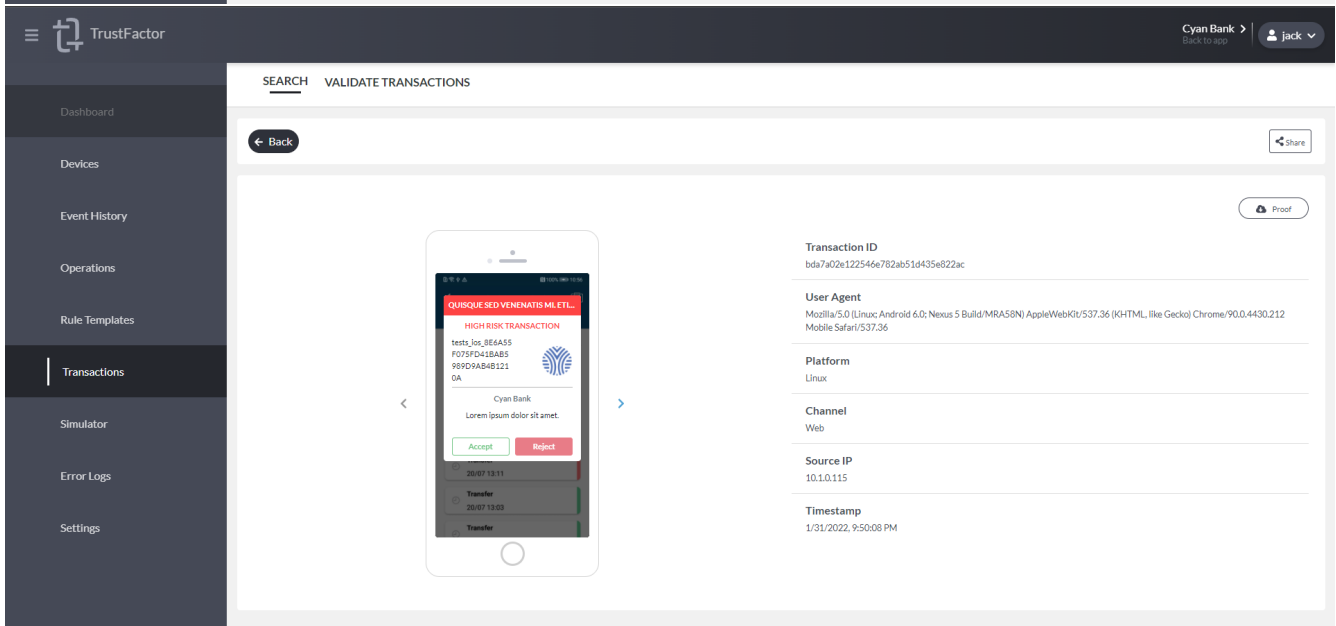 TrustFactor
Cyan Bank
Back to app
jack
SEARCH VALIDATE TRANSACTIONS
Dashboard
Devices
Event History
Operations
Rule Templates
Transactions
Simulator
Error Logs
Settings
Back
Share
Proof
100% 10:56
QUISQUE SED VENENATIS MI. ETI...
HIGH RISK TRANSACTION
tests_ios_8E6A55
F075FD41BAB5
989D9AB4B121
0A
Cyan Bank
Lorem ipsum dolor sit amet.
Accept Reject
Transfer
20/07 13:11
Transfer
20/07 13:03
Transfer
Transaction ID
bda7a02e122546e782ab51d435e822ac
User Agent
Mozilla/5.0 (Linux; Android 6.0; Nexus 5 Build/MRA58N) AppleWebKit/537.36 (KHTML, like Gecko) Chrome/90.0.4430.212
Mobile Safari/537.36
Platform
Linux
Channel
Web
Source IP
10.1.0.115
Timestamp
1/31/2022, 9:50:08 PM